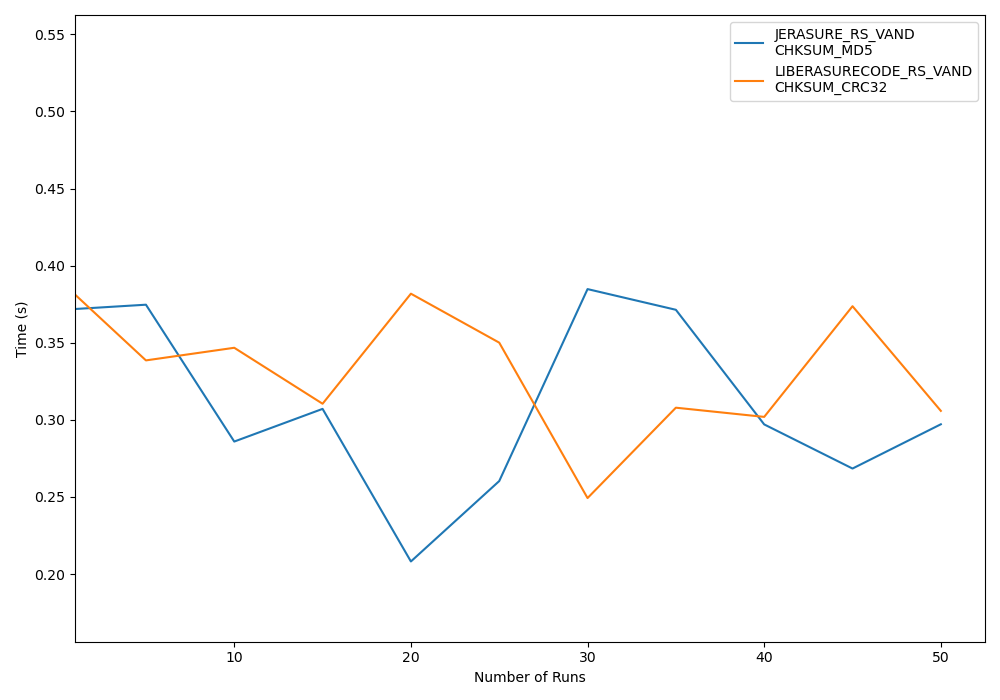 0.55
0.50
0.45
0.40
0.35
0.30
0.25
0.20
Time (s)
10
20
30
40
50
Number of Runs
JERASURE_RS_VAND
CHKSUM_MD5
LIBERASURECODE_RS_VAND
CHKSUM_CRC32